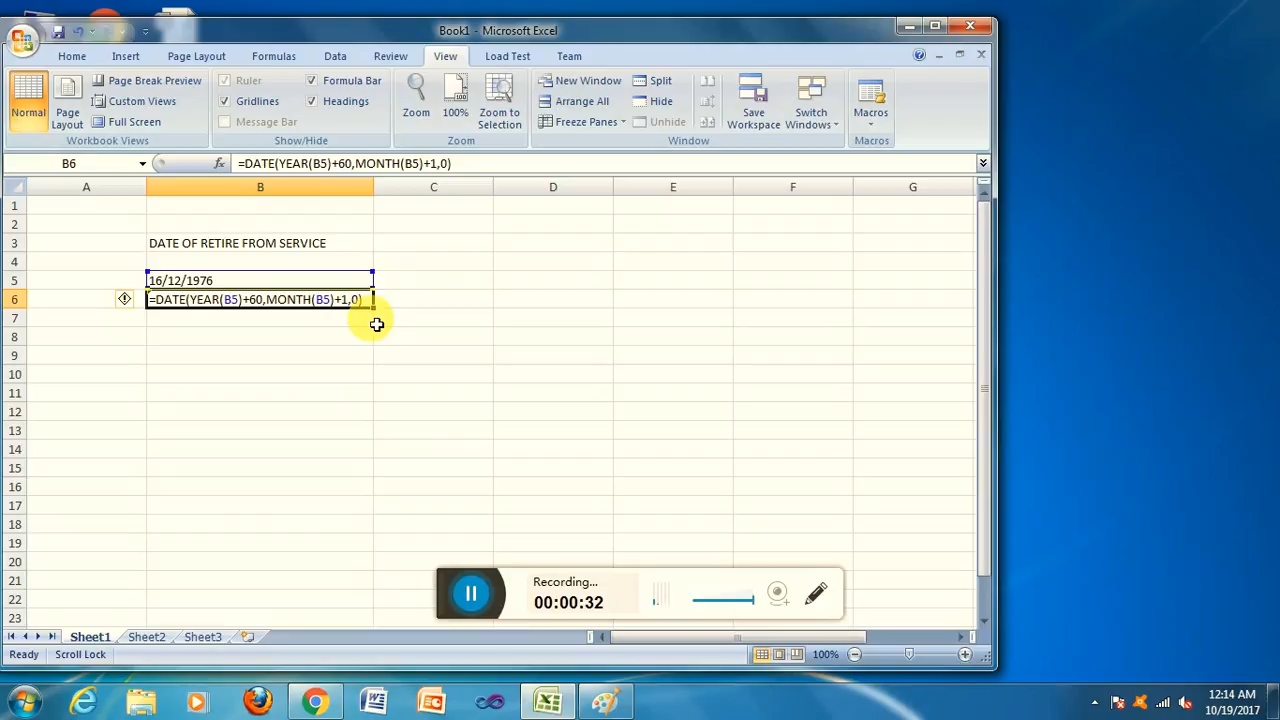 Book1 - Microsoft Excel
Home Insert Page Layout Formulas Data Review View Load Test Team
Normal
Page Layout
Page Break Preview
Custom Views
Full Screen
Workbook Views
Ruler
Gridlines
Message Bar
Formula Bar
Headings
Show/Hide
Zoom
100%
Zoom to Selection
Zoom
New Window
Arrange All
Freeze Panes
Split
Hide
Unhide
Save Workspace
Switch Windows
Window
Macros
Macros
B6 fx =DATE(YEAR(B5)+60,MONTH(B5)+1,0)
A B C D E F G
1
2
3 DATE OF RETIRE FROM SERVICE
4
5 16/12/1976
6 =DATE(YEAR(B5)+60,MONTH(B5)+1,0)
7
8
9
10
11
12
13
14
15
16
17
18
19
20
21
22
23
Recording...
00:00:32
Sheet1 Sheet2 Sheet3
Ready Scroll Lock 100%
12:14 AM
10/19/2017